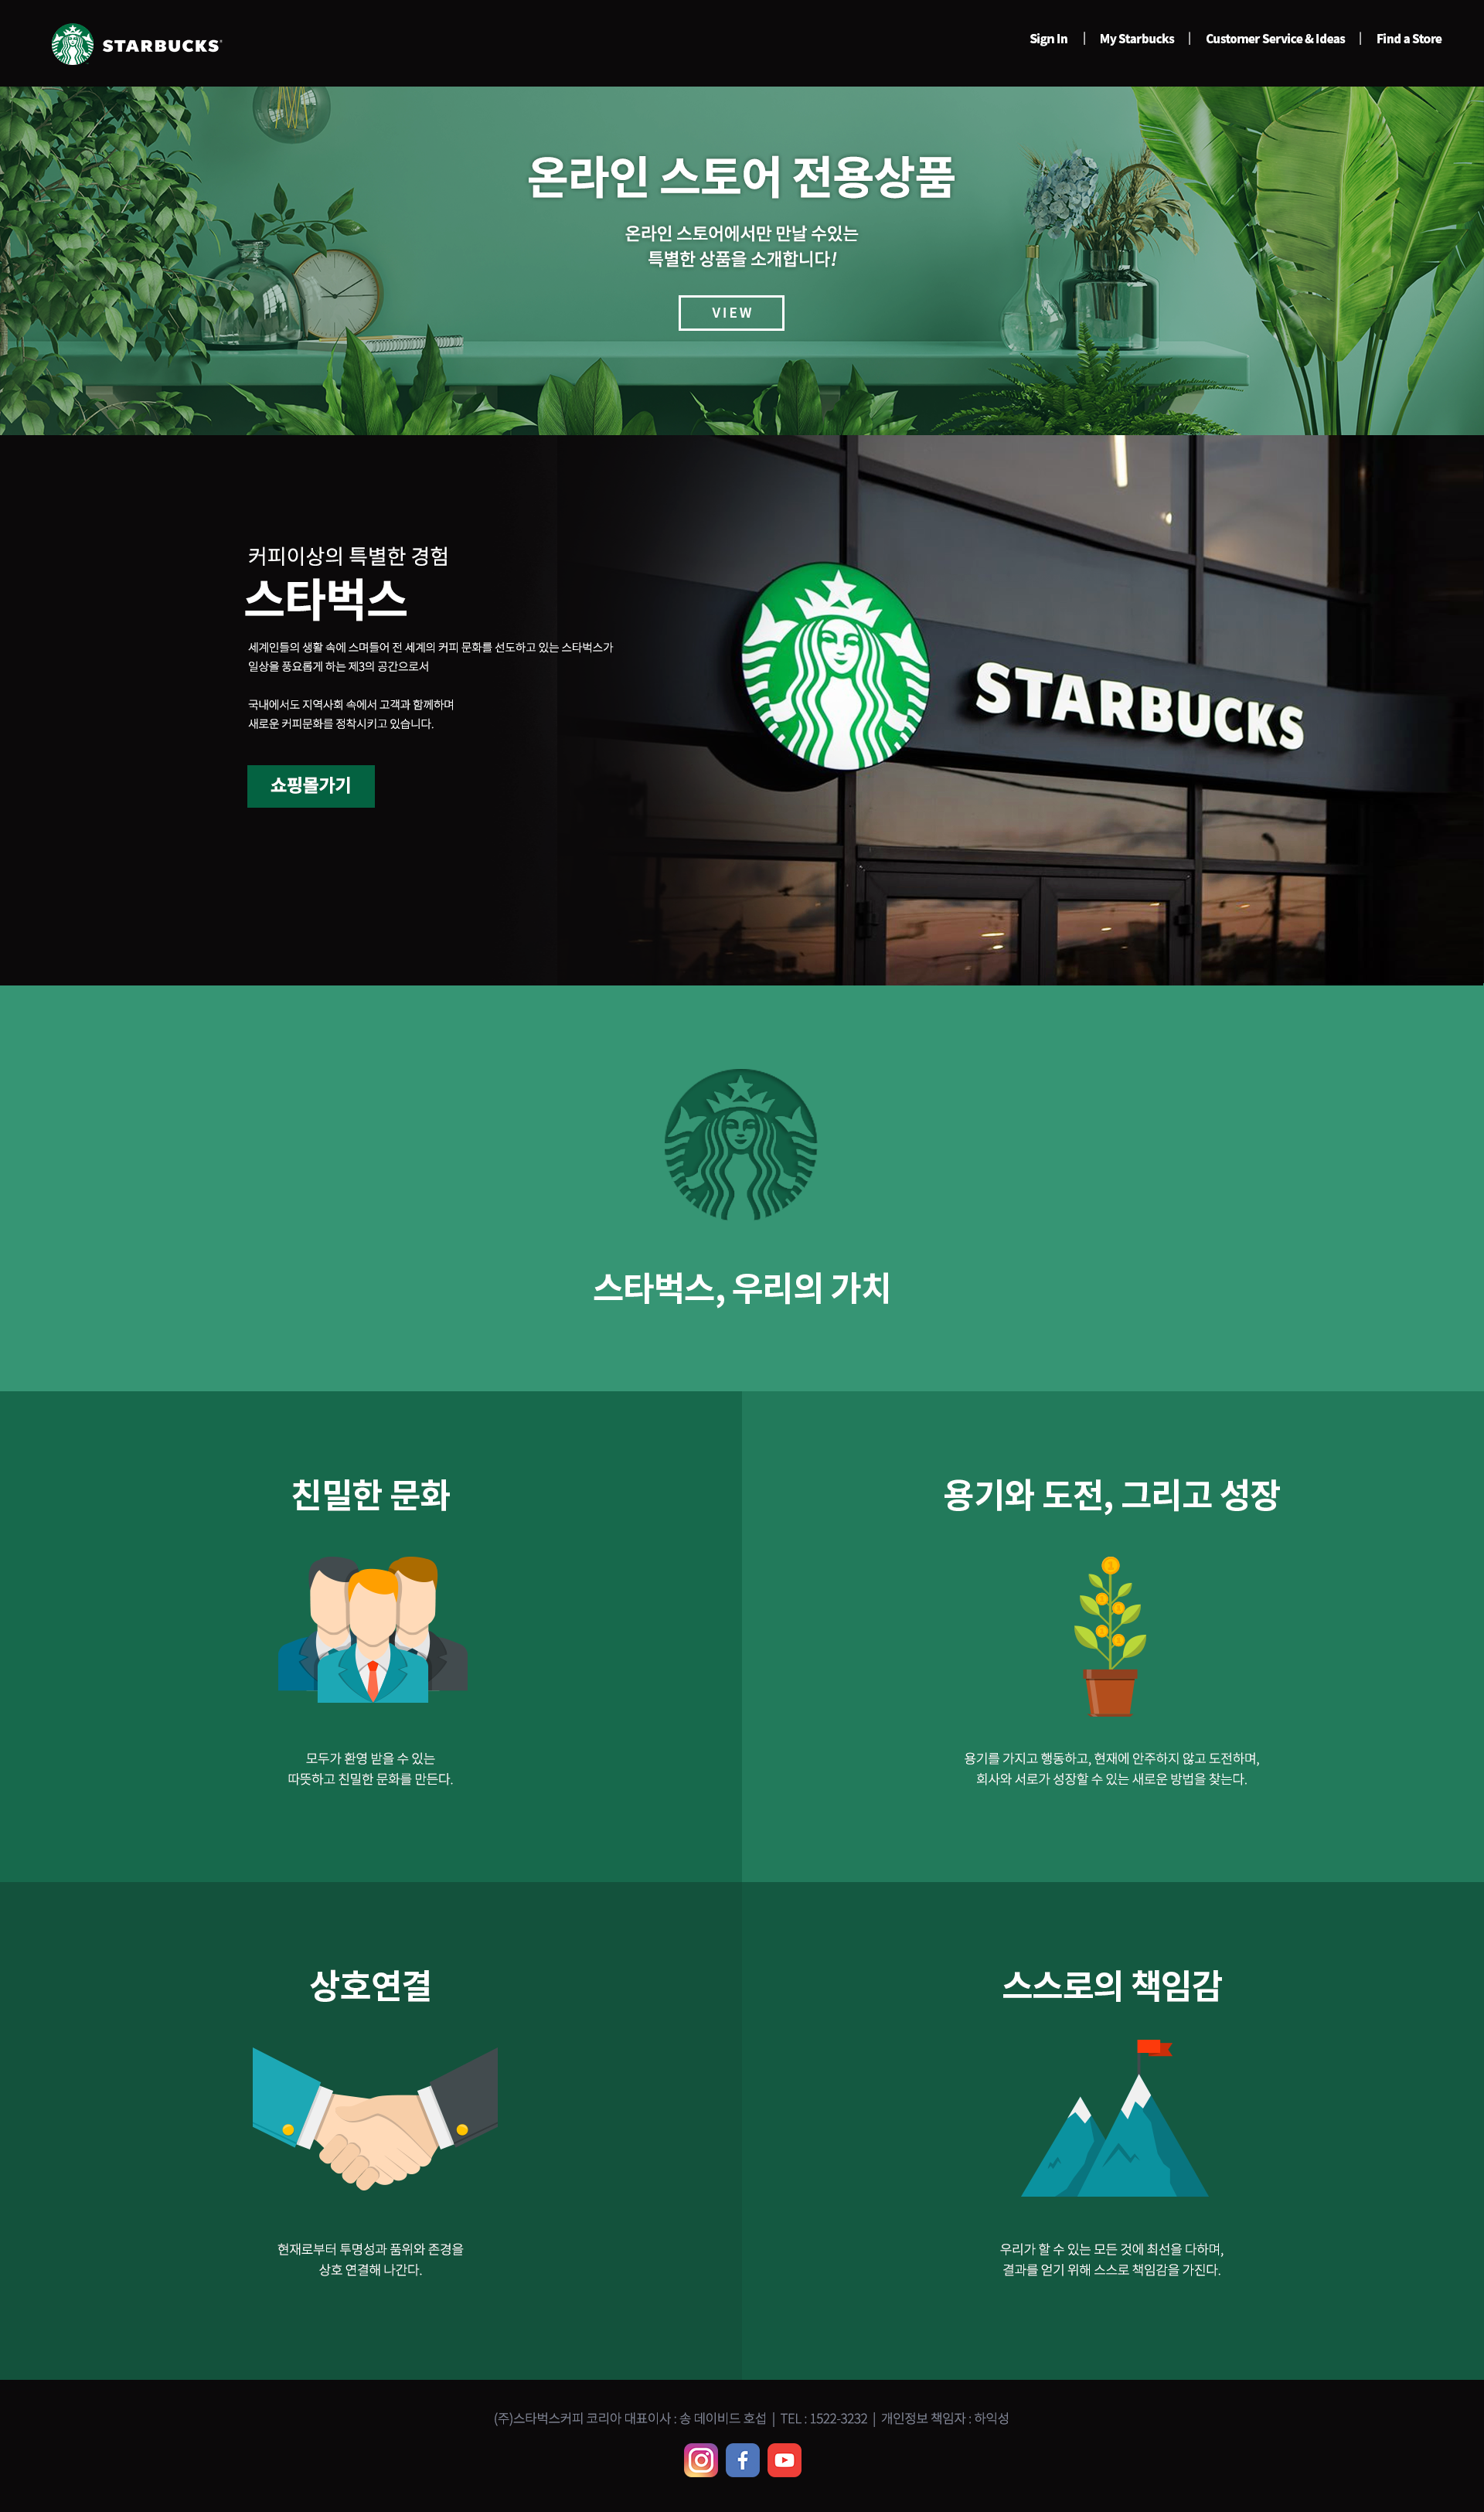 STARBUCKS
Sign In | My Starbucks | Customer Service & Ideas | Find a Store
온라인 스토어 전용상품
온라인 스토어에서만 만날 수있는
특별한 상품을 소개합니다!
VIEW
커피이상의 특별한 경험
스타벅스
세계인들의 생활 속에 스며들어 전 세계의 커피 문화를 선도하고 있는 스타벅스가
일상을 풍요롭게 하는 제3의 공간으로서
국내에서도 지역사회 속에서 고객과 함께하며
새로운 커피문화를 정착시키고 있습니다.
쇼핑몰가기
STARBUCKS
스타벅스, 우리의 가치
친밀한 문화
모두가 환영 받을 수 있는
따뜻하고 친밀한 문화를 만든다.
용기와 도전, 그리고 성장
용기를 가지고 행동하고, 현재에 안주하지 않고 도전하며,
회사와 서로가 성장할 수 있는 새로운 방법을 찾는다.
상호연결
현재로부터 투명성과 품위와 존경을
상호 연결해 나간다.
스스로의 책임감
우리가 할 수 있는 모든 것에 최선을 다하며,
결과를 얻기 위해 스스로 책임감을 가진다.
(주)스타벅스커피 코리아 대표이사 : 송 데이비드 호섭 | TEL : 1522-3232 | 개인정보 책임자 : 하익성